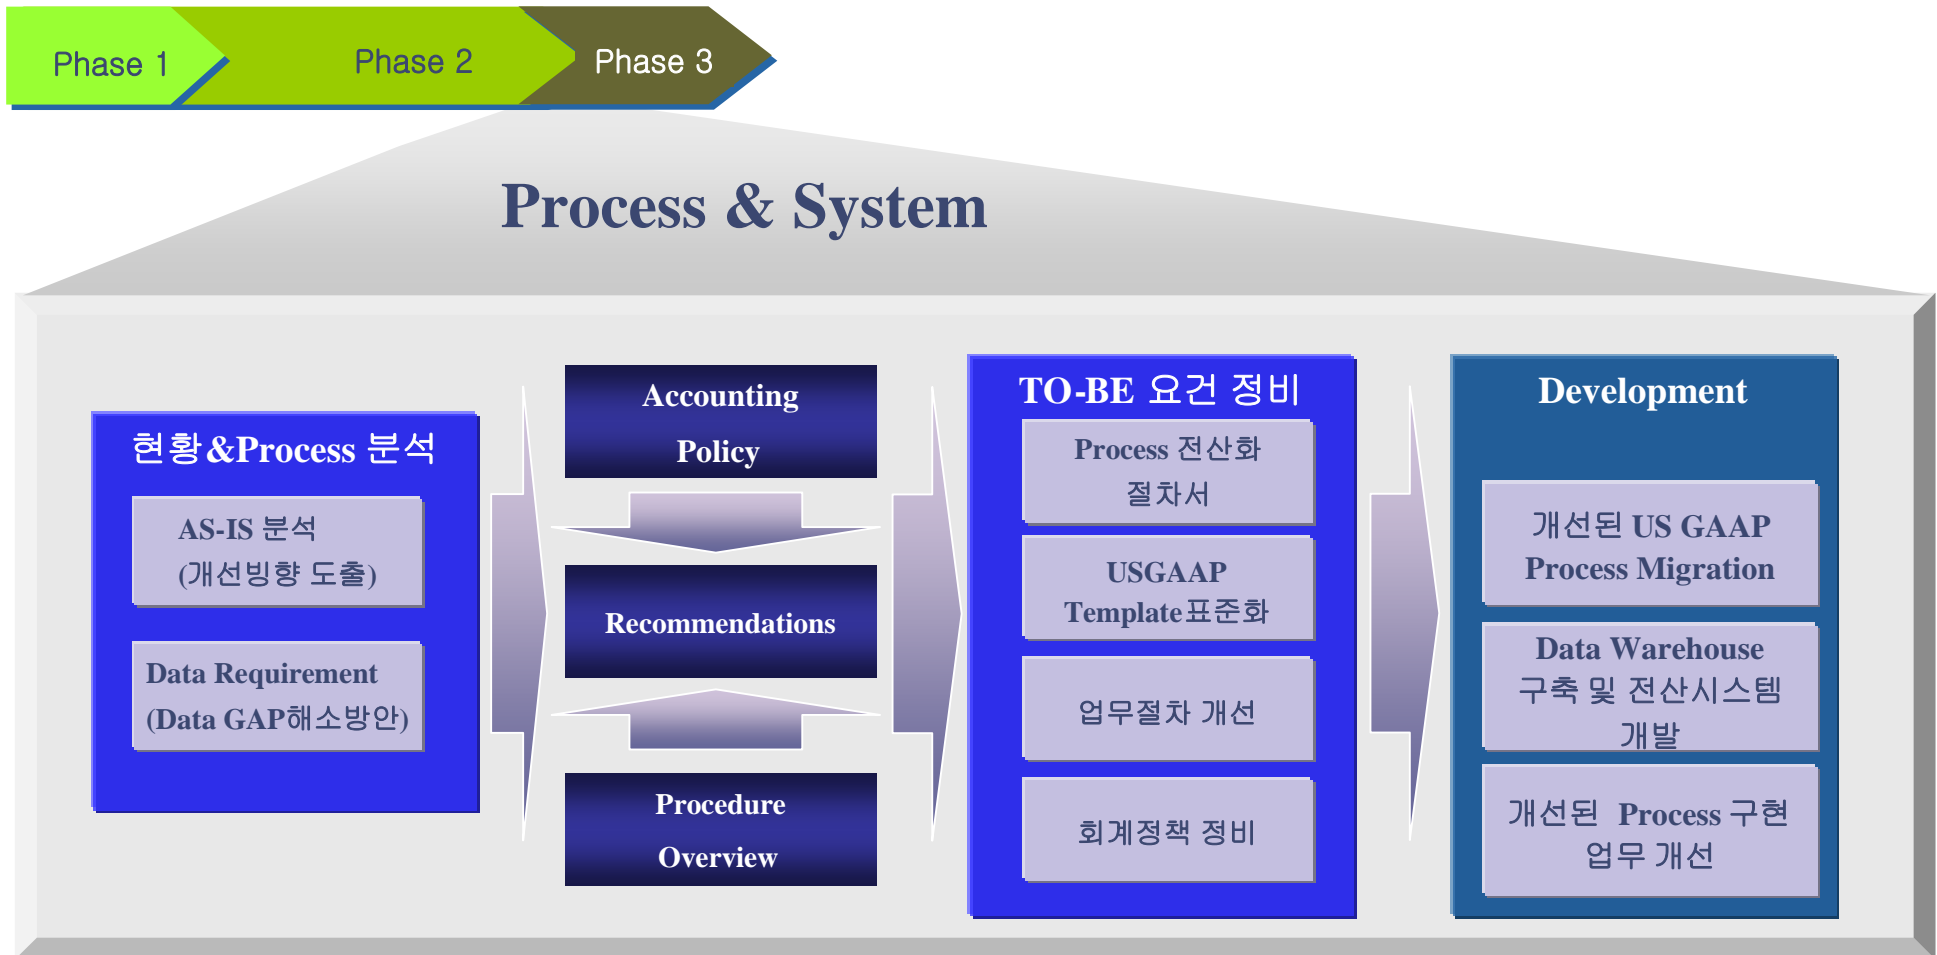 Phase 1
Phase 2
Phase 3
Process & System
현황&Process 분석
AS-IS 분석
(개선빙향 도출)
Data Requirement
(Data GAP해소방안)
Accounting
Policy
Recommendations
Procedure
Overview
TO-BE 요건 정비
Process 전산화
절차서
USGAAP
Template표준화
업무절차 개선
회계정책 정비
Development
개선된 US GAAP
Process Migration
Data Warehouse
구축 및 전산시스템
개발
개선된 Process 구현
업무 개선